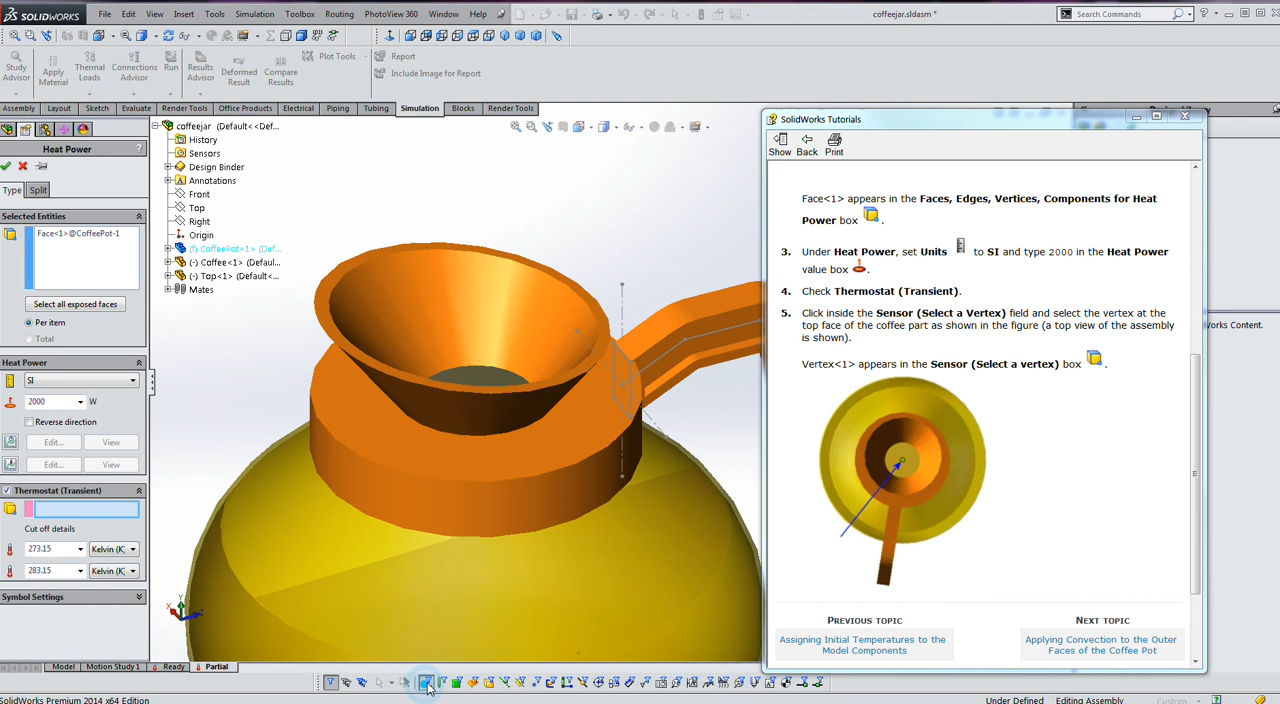 SOLIDWORKS File Edit View Insert Tools Simulation Toolbox Routing PhotoView 360 Window Help coffeejar.sldasm * Search Commands
Study Advisor Apply Material Thermal Loads Connections Advisor Run Results Advisor Deformed Result Compare Results Plot Tools Report
Include Image for Report
Assembly Layout Sketch Evaluate Render Tools Office Products Electrical Piping Tubing Simulation Blocks Render Tools
Heat Power
Type Split
Selected Entities
Face<1>@CoffeePot-1
Select all exposed faces
Per item
Total
Heat Power
SI
2000 W
Reverse direction
Edit... View
Edit... View
Thermostat (Transient)
Cut off details
273.15 Kelvin (K)
283.15 Kelvin (K)
Symbol Settings
coffeejar (Default<<Def...
History
Sensors
Design Binder
Annotations
Front
Top
Right
Origin
(f) CoffeePot<1> (Def...
(-) Coffee<1> (Defaul...
(-) Top<1> (Default<...
Mates
Y
X
Z
SolidWorks Tutorials
Show Back Print
Face<1> appears in the Faces, Edges, Vertices, Components for Heat
Power box .
3. Under Heat Power, set Units to SI and type 2000 in the Heat Power
value box .
4. Check Thermostat (Transient).
5. Click inside the Sensor (Select a Vertex) field and select the vertex at the
top face of the coffee part as shown in the figure (a top view of the assembly
is shown).
Vertex<1> appears in the Sensor (Select a vertex) box .
PREVIOUS TOPIC
Assigning Initial Temperatures to the
Model Components
NEXT TOPIC
Applying Convection to the Outer
Faces of the Coffee Pot
Works Content.
Model Motion Study 1 Ready Partial
SolidWorks Premium 2014 x64 Edition Under Defined Editing Assembly Custom